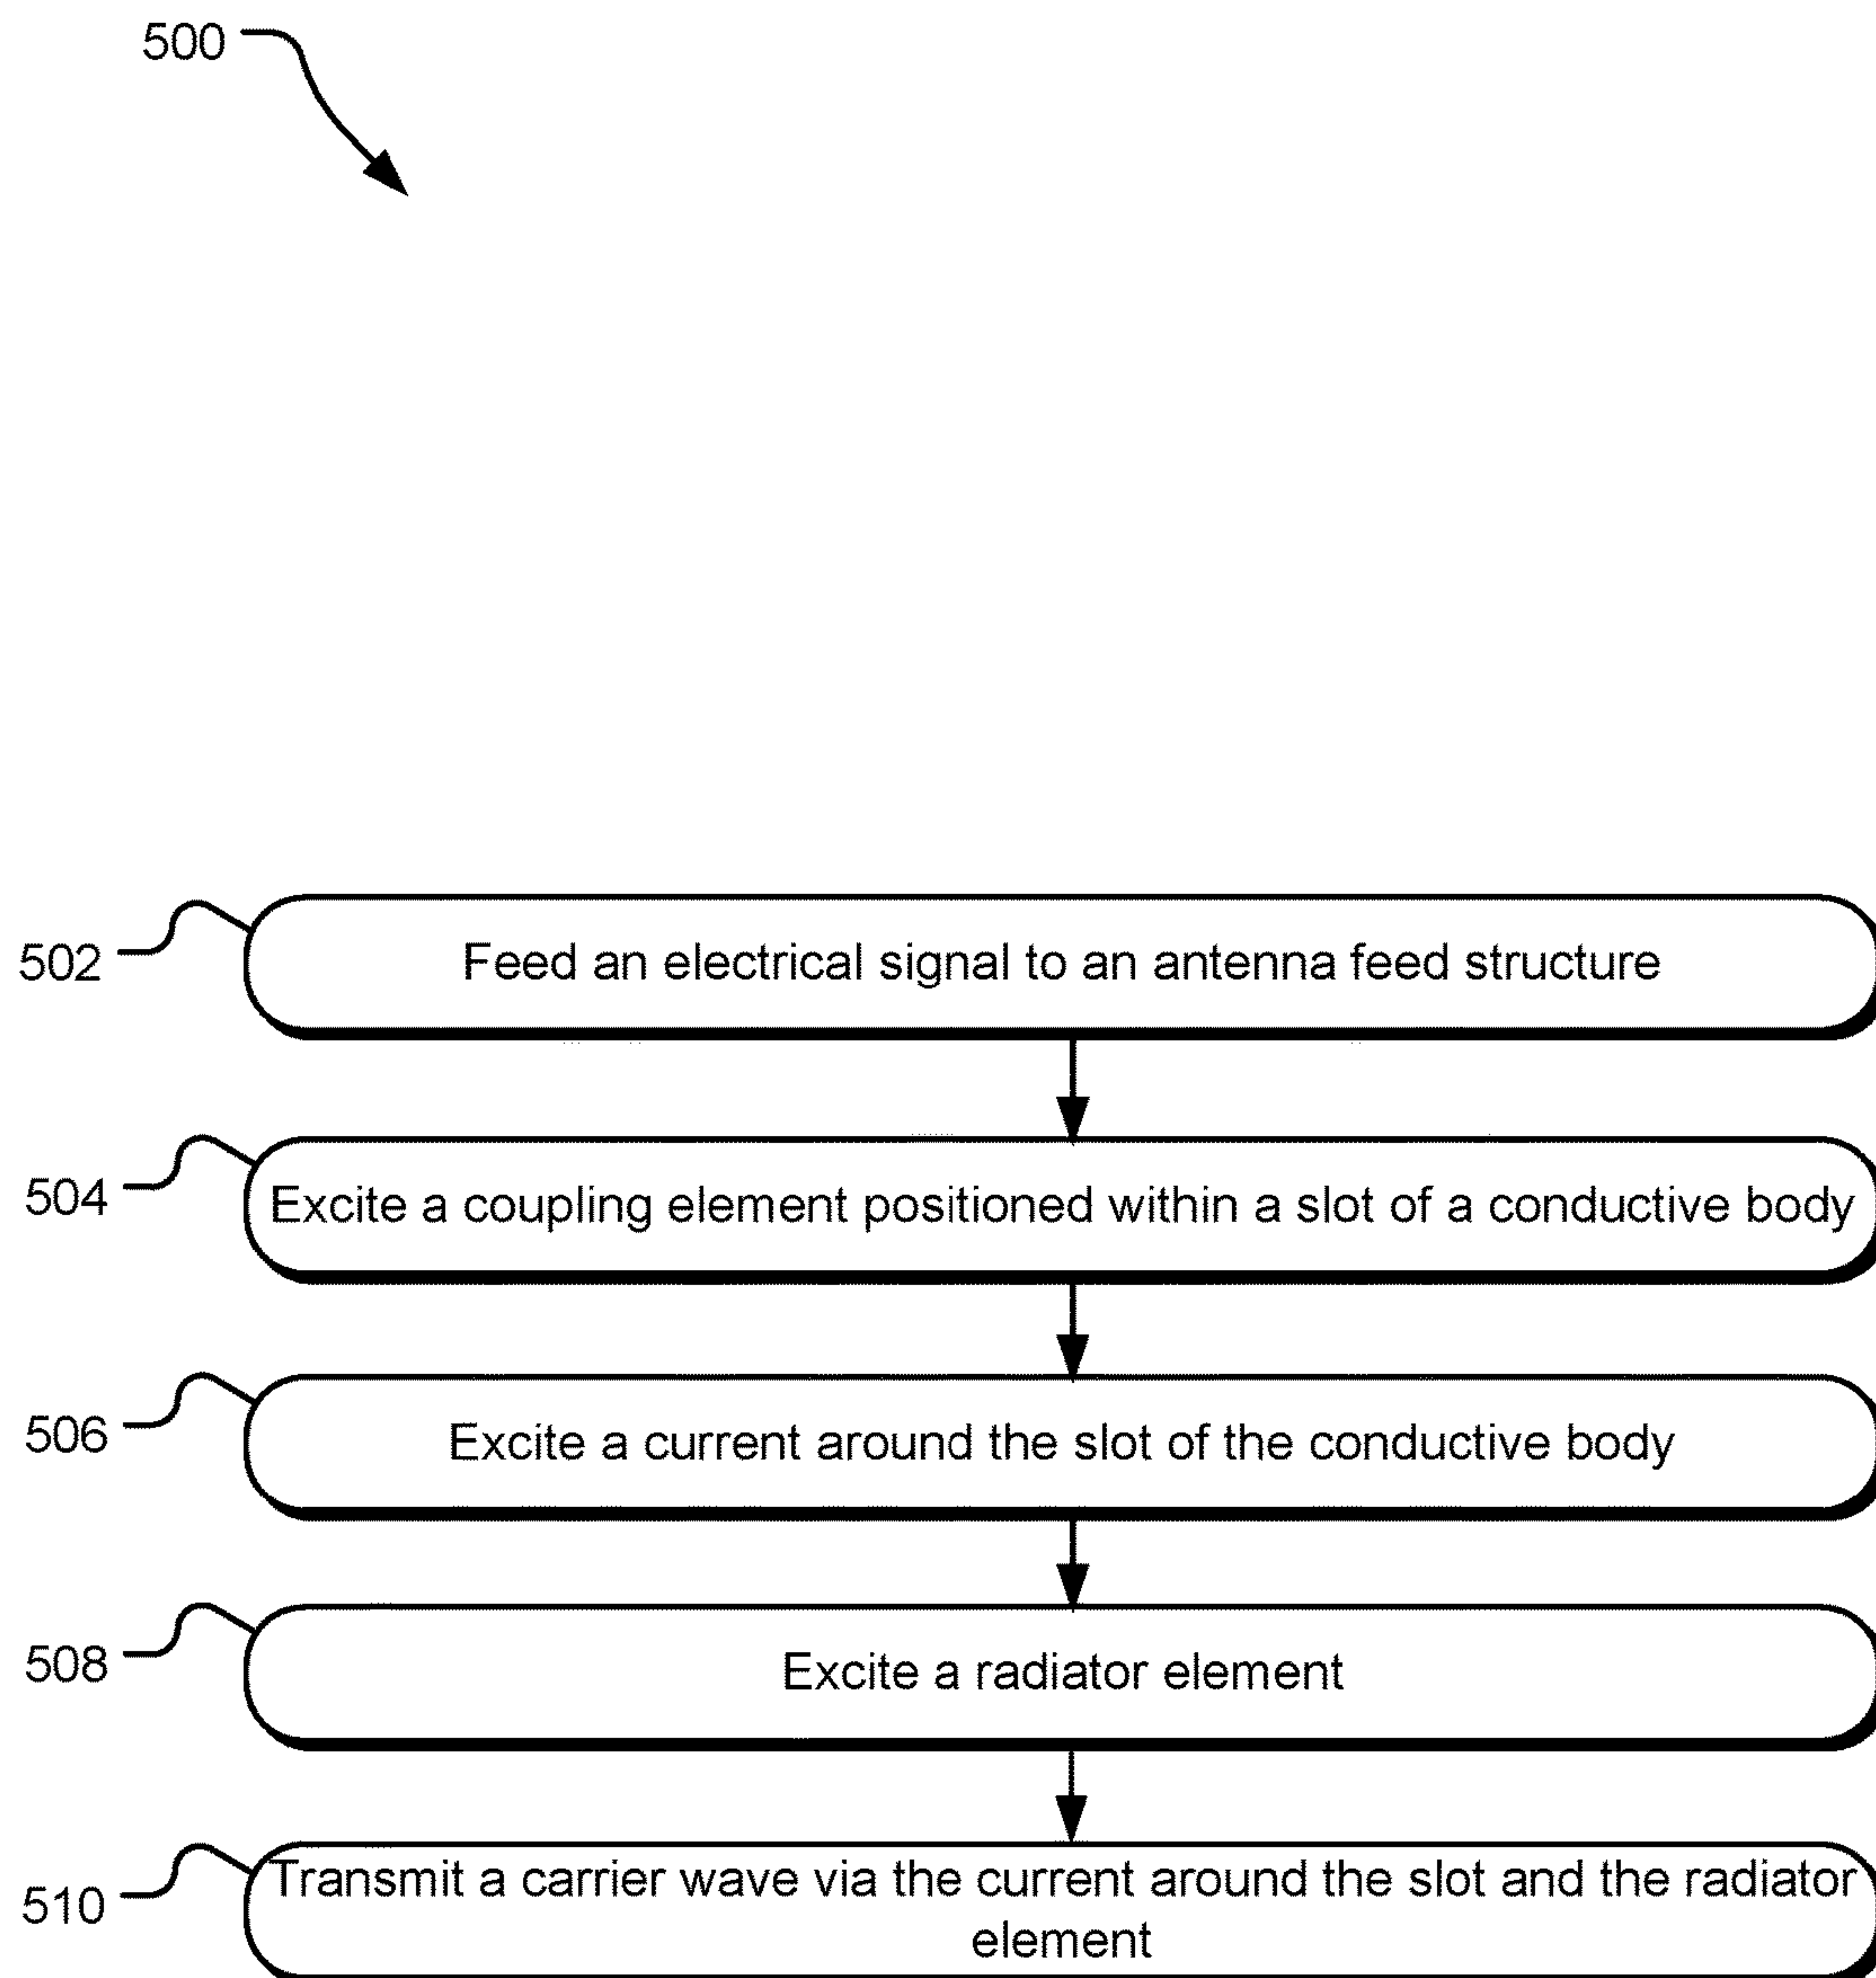 500
502
Feed an electrical signal to an antenna feed structure
504
Excite a coupling element positioned within a slot of a conductive body
506
Excite a current around the slot of the conductive body
508
Excite a radiator element
510
Transmit a carrier wave via the current around the slot and the radiator
element